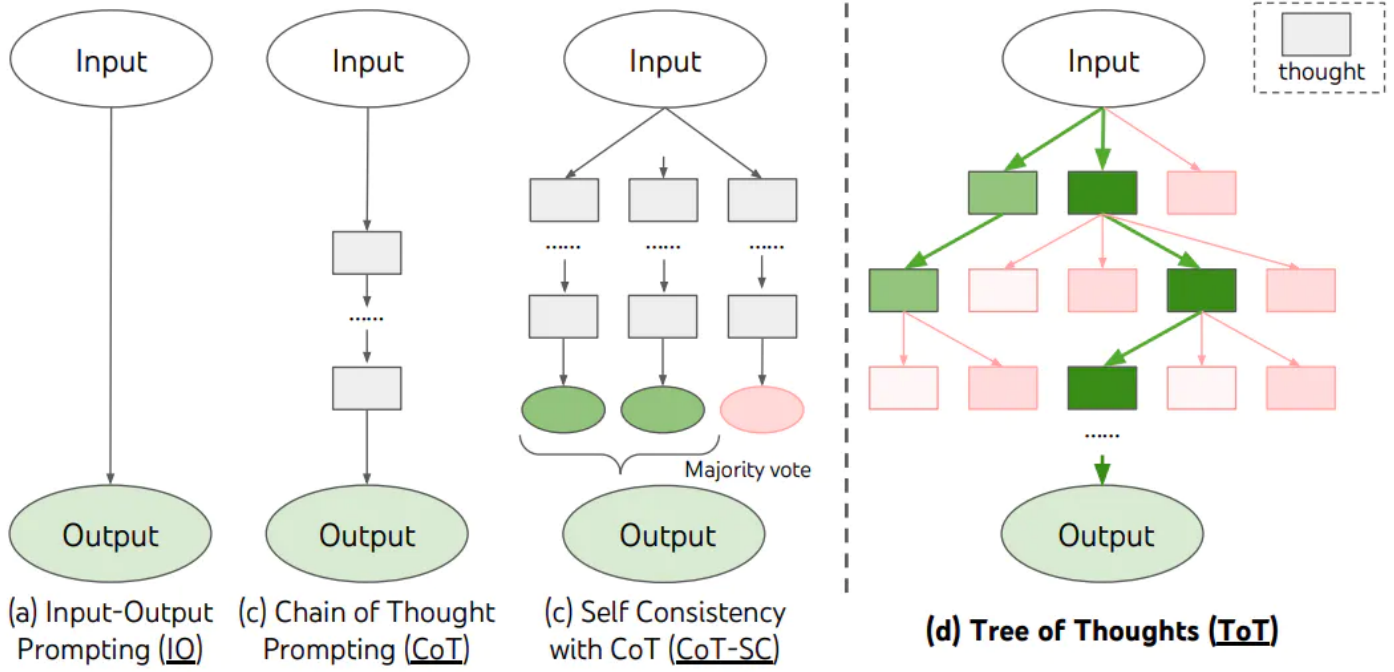 Input
Input
Input
Input
thought
......
......
......
......
......
Majority vote
Output
Output
Output
Output
(a) Input-Output
Prompting (IO)
(c) Chain of Thought
Prompting (CoT)
(c) Self Consistency
with CoT (CoT-SC)
(d) Tree of Thoughts (ToT)